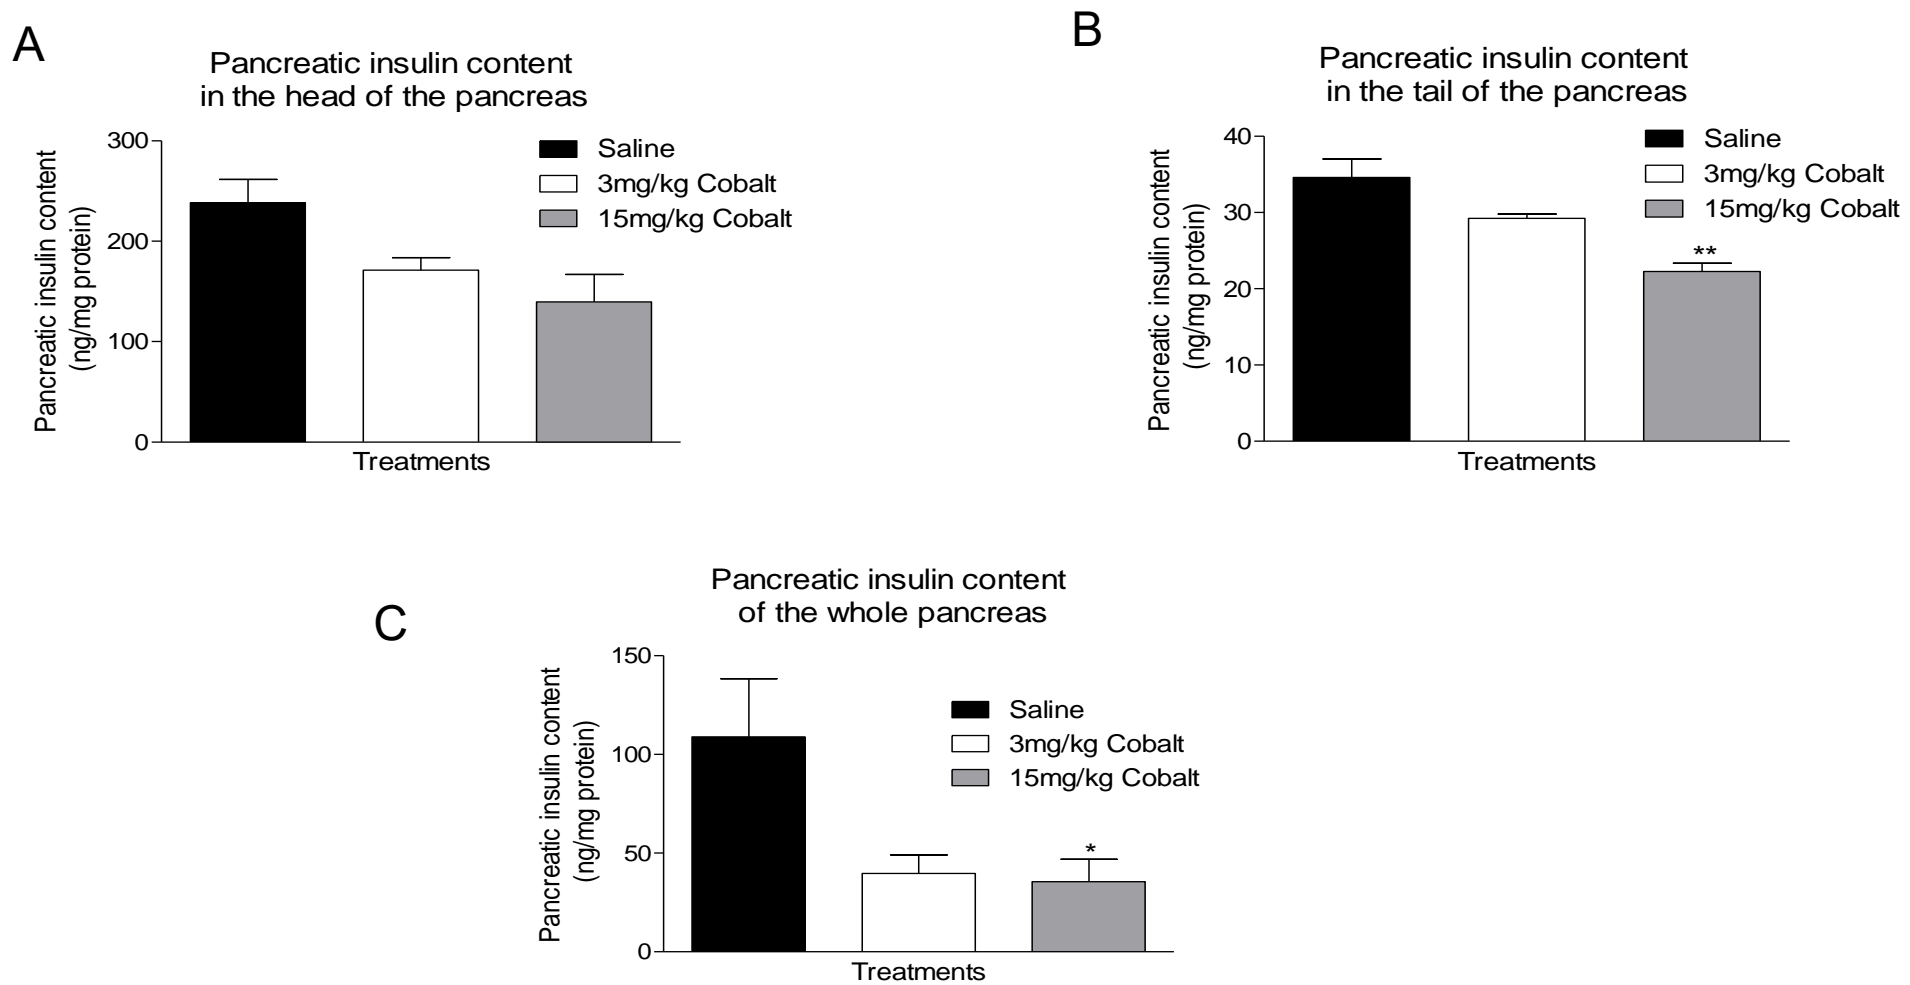 A
Pancreatic insulin content
in the head of the pancreas
Pancreatic insulin content
(ng/mg protein)
300
200
100
0
Saline
3mg/kg Cobalt
15mg/kg Cobalt
Treatments
B
Pancreatic insulin content
in the tail of the pancreas
Pancreatic insulin content
(ng/mg protein)
40
30
20
10
0
Saline
3mg/kg Cobalt
15mg/kg Cobalt
**
Treatments
C
Pancreatic insulin content
of the whole pancreas
Pancreatic insulin content
(ng/mg protein)
150
100
50
0
Saline
3mg/kg Cobalt
15mg/kg Cobalt
*
Treatments